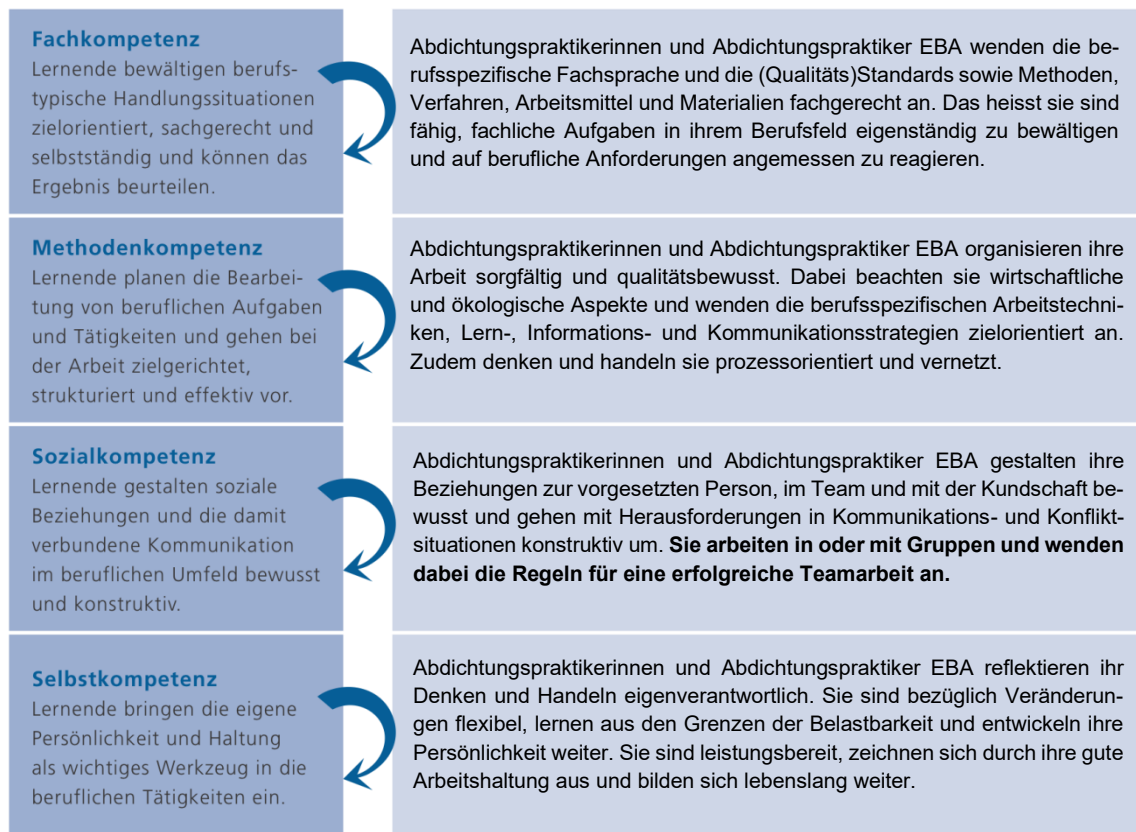 Fachkompetenz
Lernende bewältigen berufs-
typische Handlungssituationen
zielorientiert, sachgerecht und
selbstständig und können das
Ergebnis beurteilen.
Abdichtungspraktikerinnen und Abdichtungspraktiker EBA wenden die be-
rufsspezifische Fachsprache und die (Qualitäts)Standards sowie Methoden,
Verfahren, Arbeitsmittel und Materialien fachgerecht an. Das heisst sie sind
fähig, fachliche Aufgaben in ihrem Berufsfeld eigenständig zu bewältigen
und auf berufliche Anforderungen angemessen zu reagieren.
Methodenkompetenz
Lernende planen die Bearbei-
tung von beruflichen Aufgaben
und Tätigkeiten und gehen bei
der Arbeit zielgerichtet,
strukturiert und effektiv vor.
Abdichtungspraktikerinnen und Abdichtungspraktiker EBA organisieren ihre
Arbeit sorgfältig und qualitätsbewusst. Dabei beachten sie wirtschaftliche
und ökologische Aspekte und wenden die berufsspezifischen Arbeitstechni-
ken, Lern-, Informations- und Kommunikationsstrategien zielorientiert an.
Zudem denken und handeln sie prozessorientiert und vernetzt.
Sozialkompetenz
Lernende gestalten soziale
Beziehungen und die damit
verbundene Kommunikation
im beruflichen Umfeld bewusst
und konstruktiv.
Abdichtungspraktikerinnen und Abdichtungspraktiker EBA gestalten ihre
Beziehungen zur vorgesetzten Person, im Team und mit der Kundschaft be-
wusst und gehen mit Herausforderungen in Kommunikations- und Konflikt-
situationen konstruktiv um. Sie arbeiten in oder mit Gruppen und wenden
dabei die Regeln für eine erfolgreiche Teamarbeit an.
Selbstkompetenz
Lernende bringen die eigene
Persönlichkeit und Haltung
als wichtiges Werkzeug in die
beruflichen Tätigkeiten ein.
Abdichtungspraktikerinnen und Abdichtungspraktiker EBA reflektieren ihr
Denken und Handeln eigenverantwortlich. Sie sind bezüglich Veränderun-
gen flexibel, lernen aus den Grenzen der Belastbarkeit und entwickeln ihre
Persönlichkeit weiter. Sie sind leistungsbereit, zeichnen sich durch ihre gute
Arbeitshaltung aus und bilden sich lebenslang weiter.